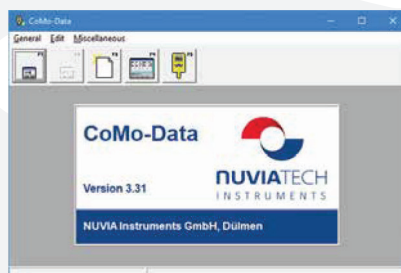 CoMo-Data
General Edit Miscellaneous
CoMo-Data
Version 3.31
NUVIATECH
INSTRUMENTS
NUVIA Instruments GmbH, Dülmen